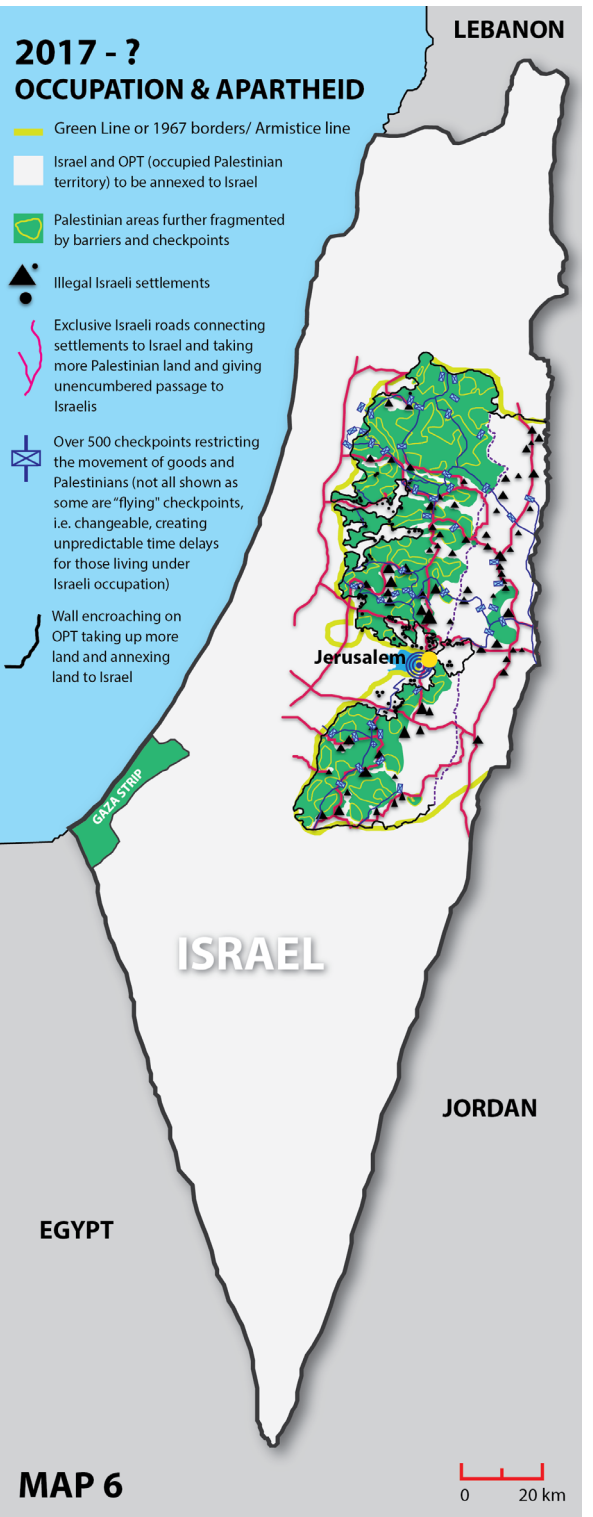 LEBANON
2017 - ?
OCCUPATION & APARTHEID
Green Line or 1967 borders/ Armistice line
Israel and OPT (occupied Palestinian
territory) to be annexed to Israel
Palestinian areas further fragmented
by barriers and checkpoints
Illegal Israeli settlements
Exclusive Israeli roads connecting
settlements to Israel and taking
more Palestinian land and giving
unencumbered passage to
Israelis
Over 500 checkpoints restricting
the movement of goods and
Palestinians (not all shown as
some are “flying" checkpoints,
i.e. changeable, creating
unpredictable time delays
for those living under
Israeli occupation)
Wall encroaching on
OPT taking up more
land and annexing
land to Israel
Jerusalem
GAZA STRIP
ISRAEL
JORDAN
EGYPT
MAP 6
0 20 km